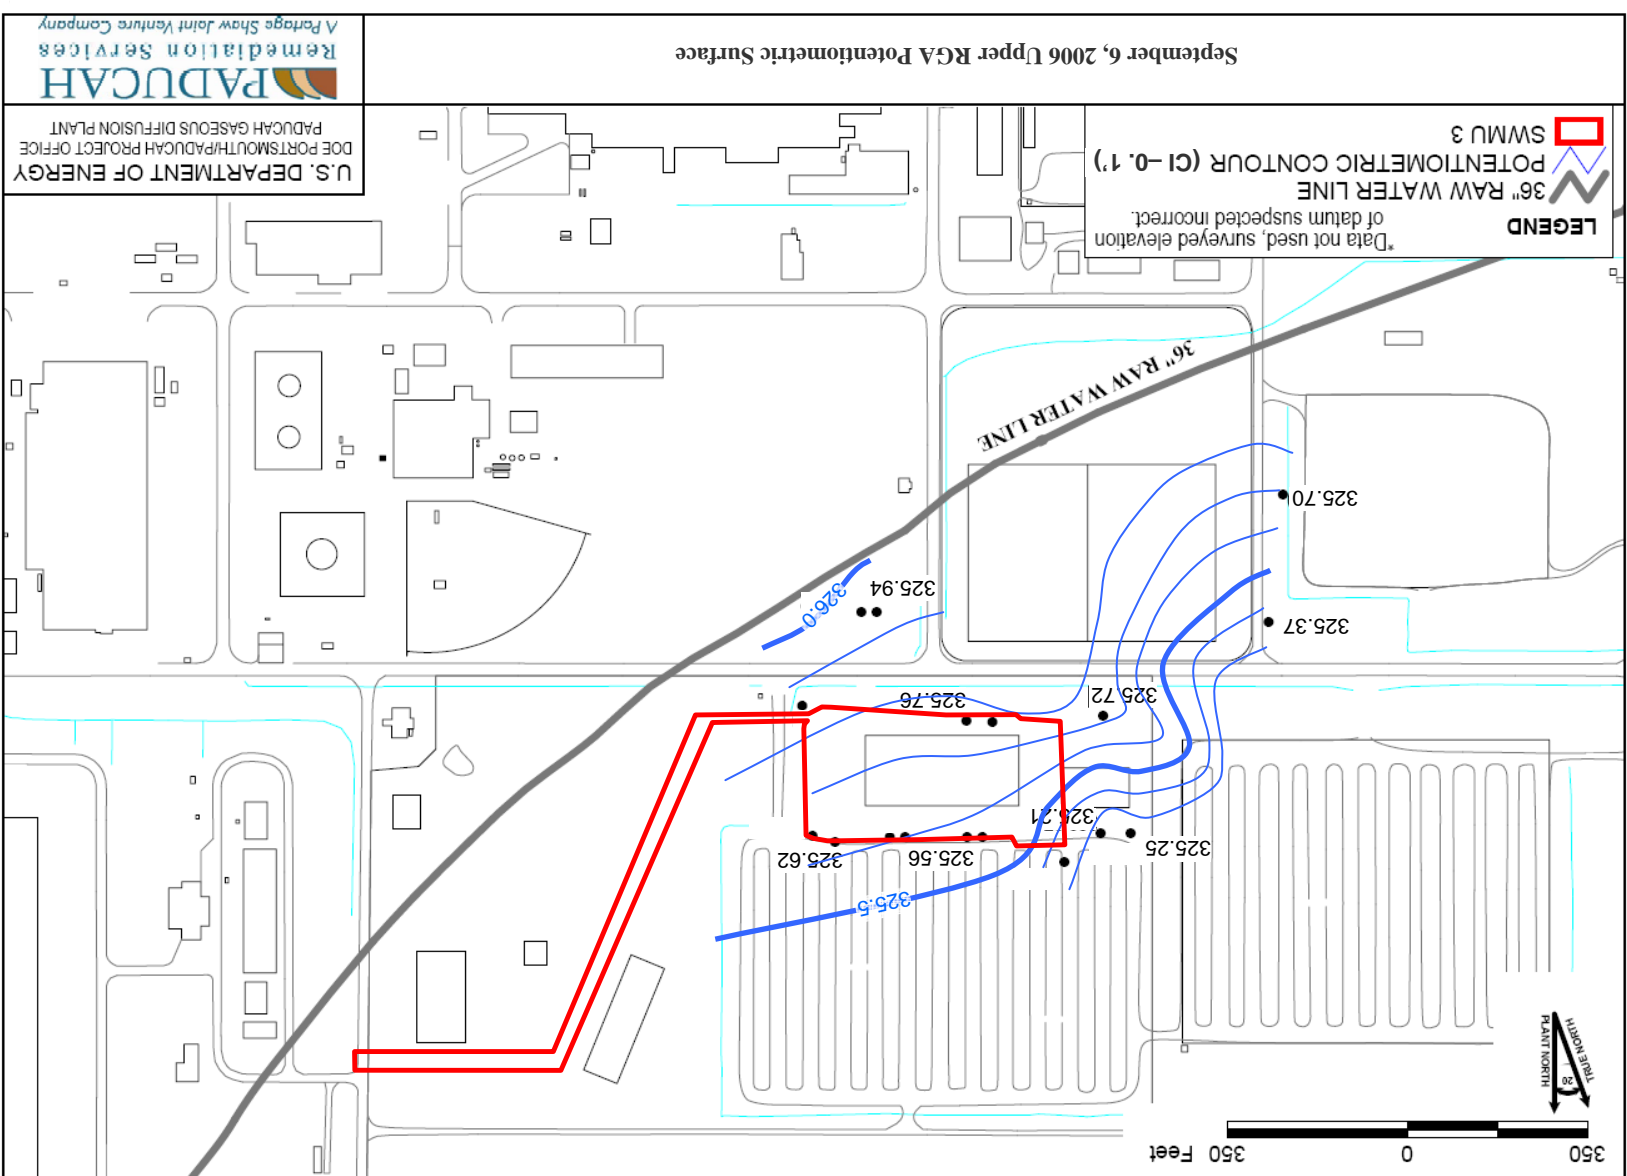 350 0 350 Feet
TRUE NORTH
PLANT NORTH
20
325.5
325.25
325.56
325.62
325.21
325.72
325.76
325.37
325.94
326.0
325.70
36" RAW WATER LINE
LEGEND
*Data not used, surveyed elevation
of datum suspected incorrect.
36" RAW WATER LINE
POTENTIOMETRIC CONTOUR (CI –0. 1')
SWMU 3
U.S. DEPARTMENT OF ENERGY
DOE PORTSMOUTH/PADUCAH PROJECT OFFICE
PADUCAH GASEOUS DIFFUSION PLANT
PADUCAH
Remediation Services
A Portage Shaw Joint Venture Company
September 6, 2006 Upper RGA Potentiometric Surface